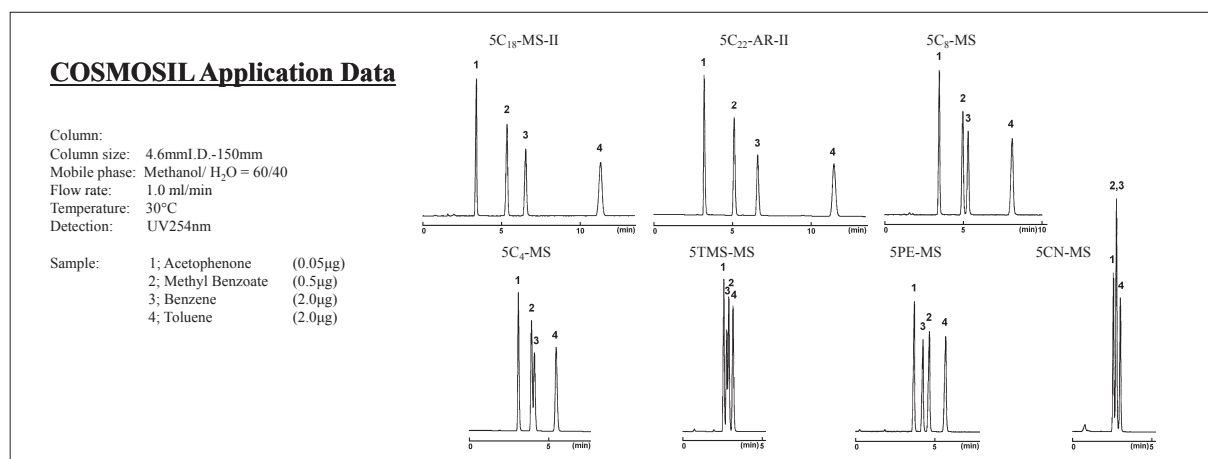 COSMOSIL Application Data
Column:
Column size: 4.6mmI.D.-150mm
Mobile phase: Methanol/ H₂O = 60/40
Flow rate: 1.0 ml/min
Temperature: 30°C
Detection: UV254nm
Sample: 1; Acetophenone (0.05μg)
2; Methyl Benzoate (0.5μg)
3; Benzene (2.0μg)
4; Toluene (2.0μg)
5C₁₈-MS-II
1
2
3
4
0 5 10 (min)
5C₂₂-AR-II
1
2
3
4
0 5 10 (min)
5C₈-MS
1
2
3
4
0 5 (min) 10
5C₄-MS
1
2
3
4
0 5 (min)
5TMS-MS
1
2
3
4
0 (min) 5
5PE-MS
1
3
2
4
0 5 (min)
5CN-MS
2,3
1
4
0 (min) 5